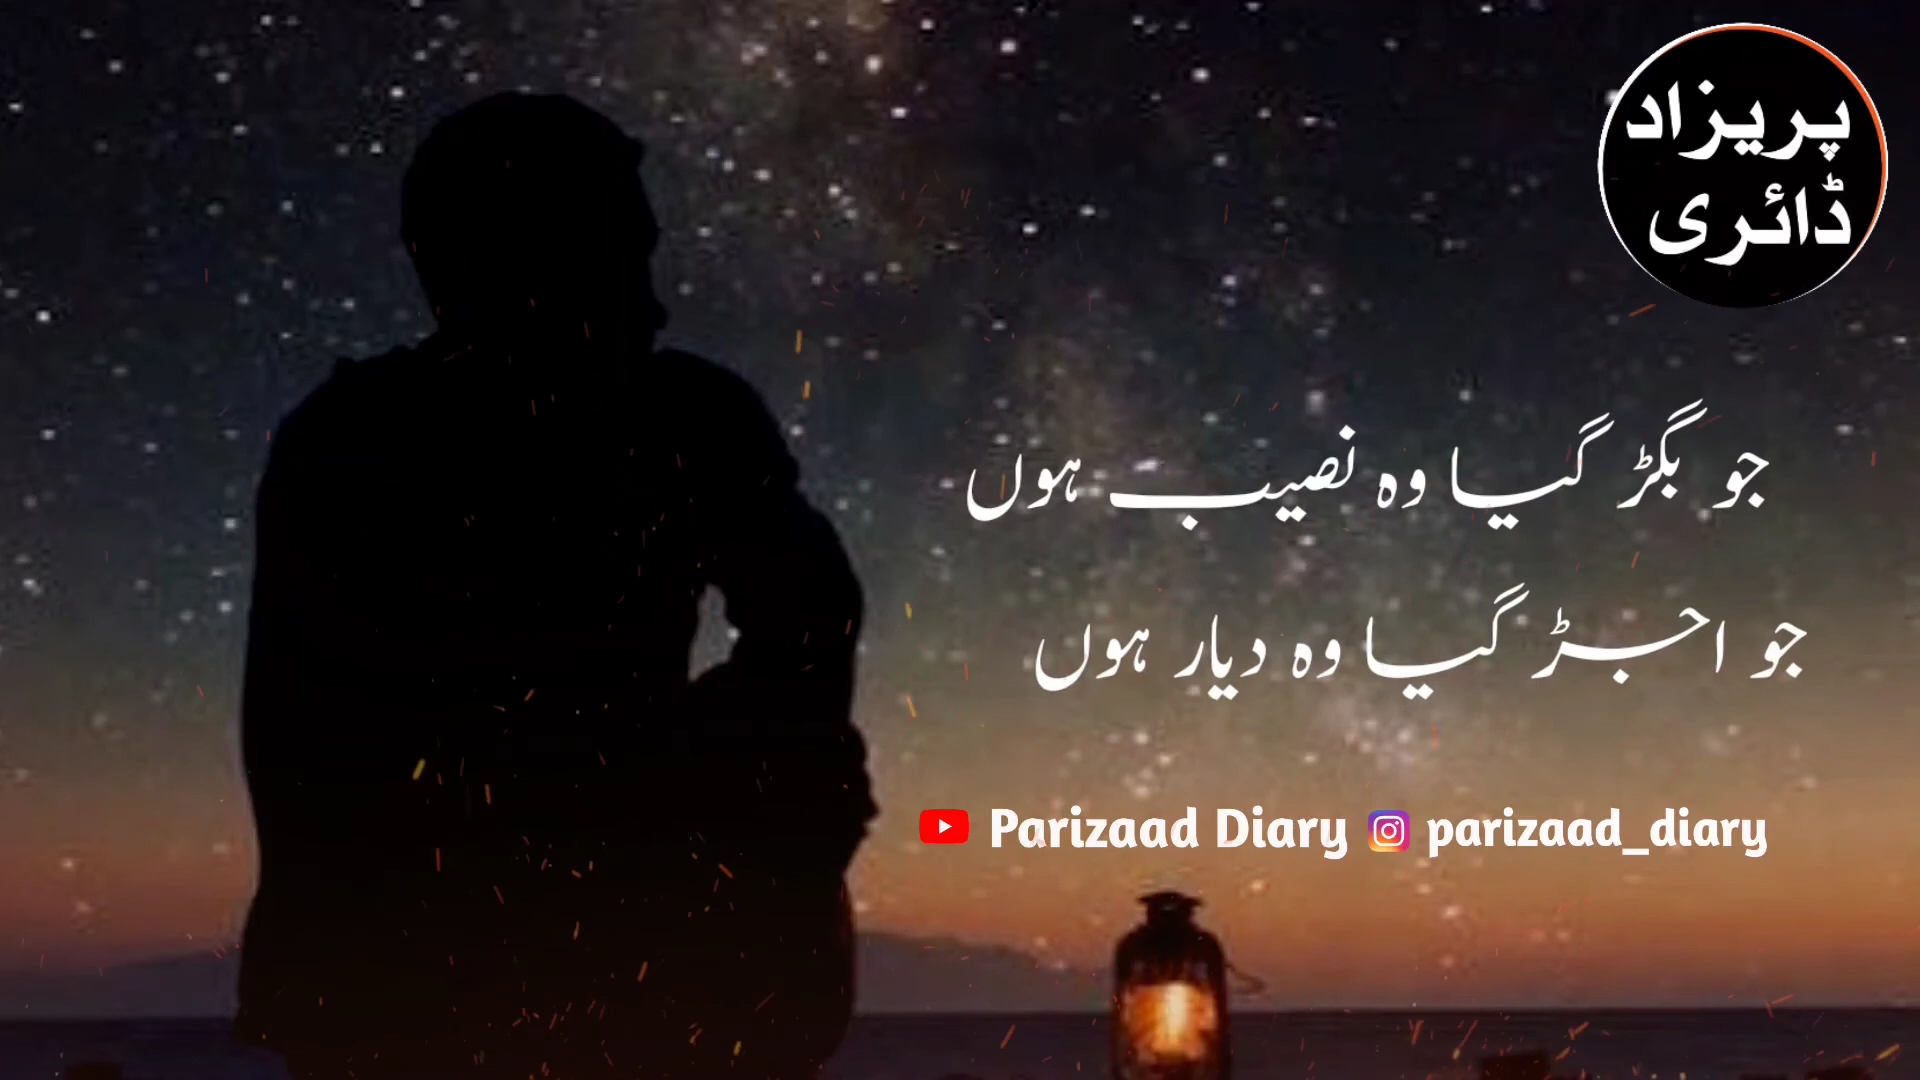 پریزاد
ڈائری
جو بگڑ گیا وہ نصیب ہوں
جو اجڑ گیا وہ دیار ہوں
Parizaad Diary parizaad_diary